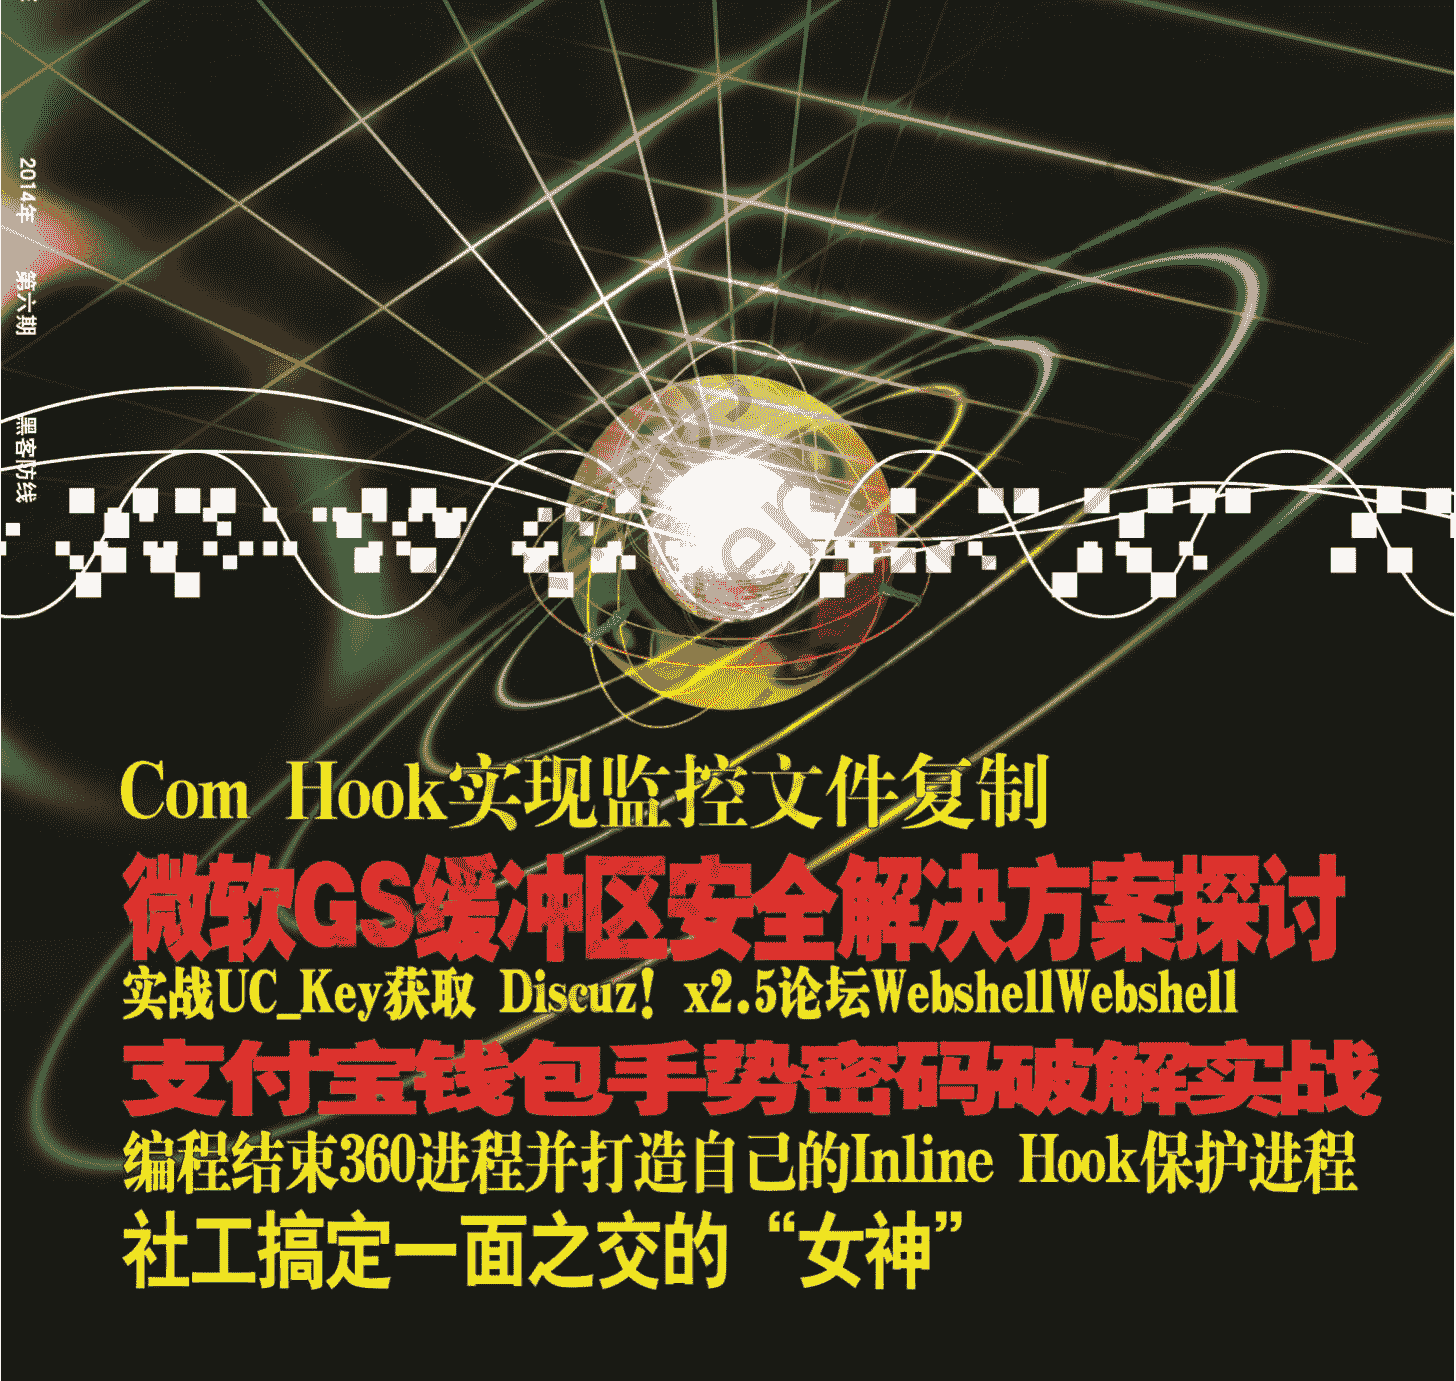 2014年 第六期 黑客防线
Com Hook实现监控文件复制
微软GS缓冲区安全解决方案探讨
实战UC_Key获取 Discuz! x2.5论坛WebshellWebshell
支付宝钱包手势密码破解实战
编程结束360进程并打造自己的Inline Hook保护进程
社工搞定一面之交的“女神”